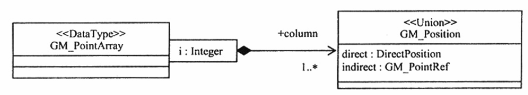 <<DataType>>
GM_PointArray
i : Integer
+column
1..*
<<Union>>
GM_Position
direct : DirectPosition
indirect : GM_PointRef